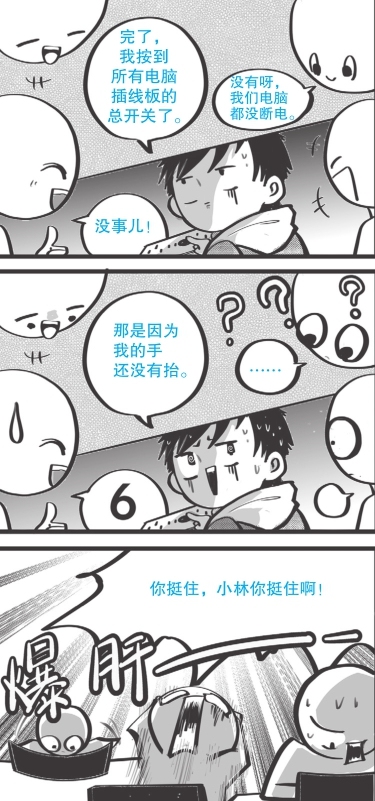 完了，
我按到
所有电脑
插线板的
总开关了。
没有呀，
我们电脑
都没断电。
没事儿！
那是因为
我的手
还没有抬。
???
……
6
你挺住，小林你挺住啊！
爆肝